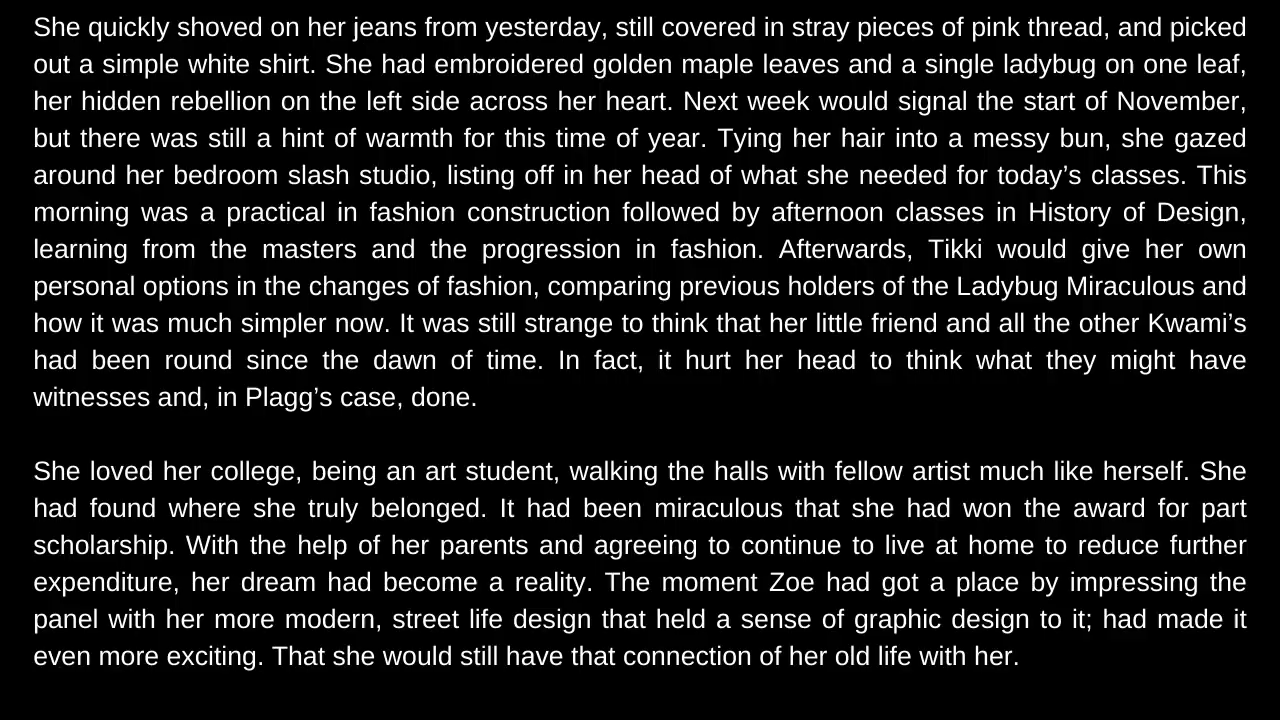 She quickly shoved on her jeans from yesterday, still covered in stray pieces of pink thread, and picked
out a simple white shirt. She had embroidered golden maple leaves and a single ladybug on one leaf,
her hidden rebellion on the left side across her heart. Next week would signal the start of November,
but there was still a hint of warmth for this time of year. Tying her hair into a messy bun, she gazed
around her bedroom slash studio, listing off in her head of what she needed for today’s classes. This
morning was a practical in fashion construction followed by afternoon classes in History of Design,
learning from the masters and the progression in fashion. Afterwards, Tikki would give her own
personal options in the changes of fashion, comparing previous holders of the Ladybug Miraculous and
how it was much simpler now. It was still strange to think that her little friend and all the other Kwami’s
had been round since the dawn of time. In fact, it hurt her head to think what they might have
witnesses and, in Plagg’s case, done.
She loved her college, being an art student, walking the halls with fellow artist much like herself. She
had found where she truly belonged. It had been miraculous that she had won the award for part
scholarship. With the help of her parents and agreeing to continue to live at home to reduce further
expenditure, her dream had become a reality. The moment Zoe had got a place by impressing the
panel with her more modern, street life design that held a sense of graphic design to it; had made it
even more exciting. That she would still have that connection of her old life with her.